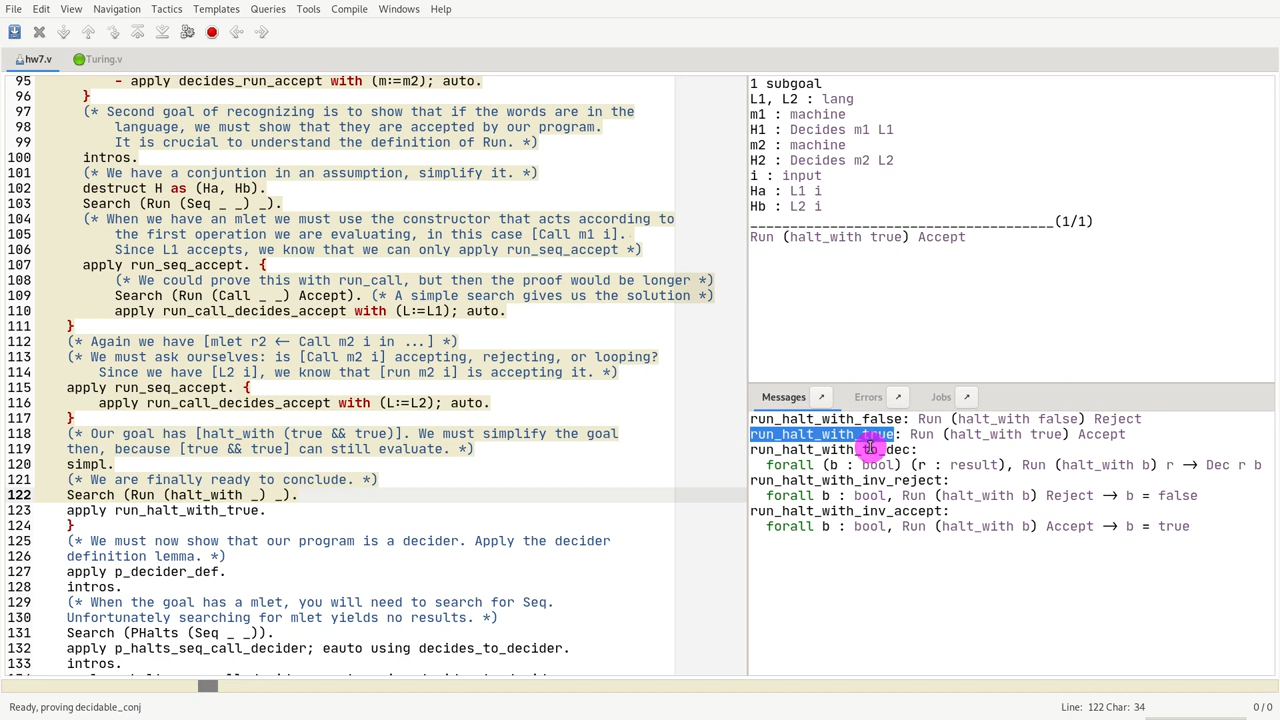 File Edit View Navigation Tactics Templates Queries Tools Compile Windows Help
hw7.v Turing.v
95 - apply decides_run_accept with (m:=m2); auto.
96 }
97 (* Second goal of recognizing is to show that if the words are in the
98 language, we must show that they are accepted by our program.
99 It is crucial to understand the definition of Run. *)
100 intros.
101 (* We have a conjuntion in an assumption, simplify it. *)
102 destruct H as (Ha, Hb).
103 Search (Run (Seq _ _) _).
104 (* When we have an mlet we must use the constructor that acts according to
105 the first operation we are evaluating, in this case [Call m1 i].
106 Since L1 accepts, we know that we can only apply run_seq_accept *)
107 apply run_seq_accept. {
108 (* We could prove this with run_call, but then the proof would be longer *)
109 Search (Run (Call _ _) Accept). (* A simple search gives us the solution *)
110 apply run_call_decides_accept with (L:=L1); auto.
111 }
112 (* Again we have [mlet r2 <- Call m2 i in ...] *)
113 (* We must ask ourselves: is [Call m2 i] accepting, rejecting, or looping?
114 Since we have [L2 i], we know that [run m2 i] is accepting it. *)
115 apply run_seq_accept. {
116 apply run_call_decides_accept with (L:=L2); auto.
117 }
118 (* Our goal has [halt_with (true && true)]. We must simplify the goal
119 then, because [true && true] can still evaluate. *)
120 simpl.
121 (* We are finally ready to conclude. *)
122 Search (Run (halt_with _) _).
123 apply run_halt_with_true.
124 }
125 (* We must now show that our program is a decider. Apply the decider
126 definition lemma. *)
127 apply p_decider_def.
128 intros.
129 (* When the goal has a mlet, you will need to search for Seq.
130 Unfortunately searching for mlet yields no results. *)
131 Search (PHalts (Seq _ _)).
132 apply p_halts_seq_call_decider; eauto using decides_to_decider.
133 intros.
1 subgoal
L1, L2 : lang
m1 : machine
H1 : Decides m1 L1
m2 : machine
H2 : Decides m2 L2
i : input
Ha : L1 i
Hb : L2 i
______________________________________(1/1)
Run (halt_with true) Accept
Messages Errors Jobs
run_halt_with_false: Run (halt_with false) Reject
run_halt_with_true: Run (halt_with true) Accept
forall (b : bool) (r : result), Run (halt_with b) r -> Dec r b
run_halt_with_inv_reject:
forall b : bool, Run (halt_with b) Reject -> b = false
run_halt_with_inv_accept:
forall b : bool, Run (halt_with b) Accept -> b = true
Ready, proving decidable_conj Line: 122 Char: 34 0 / 0